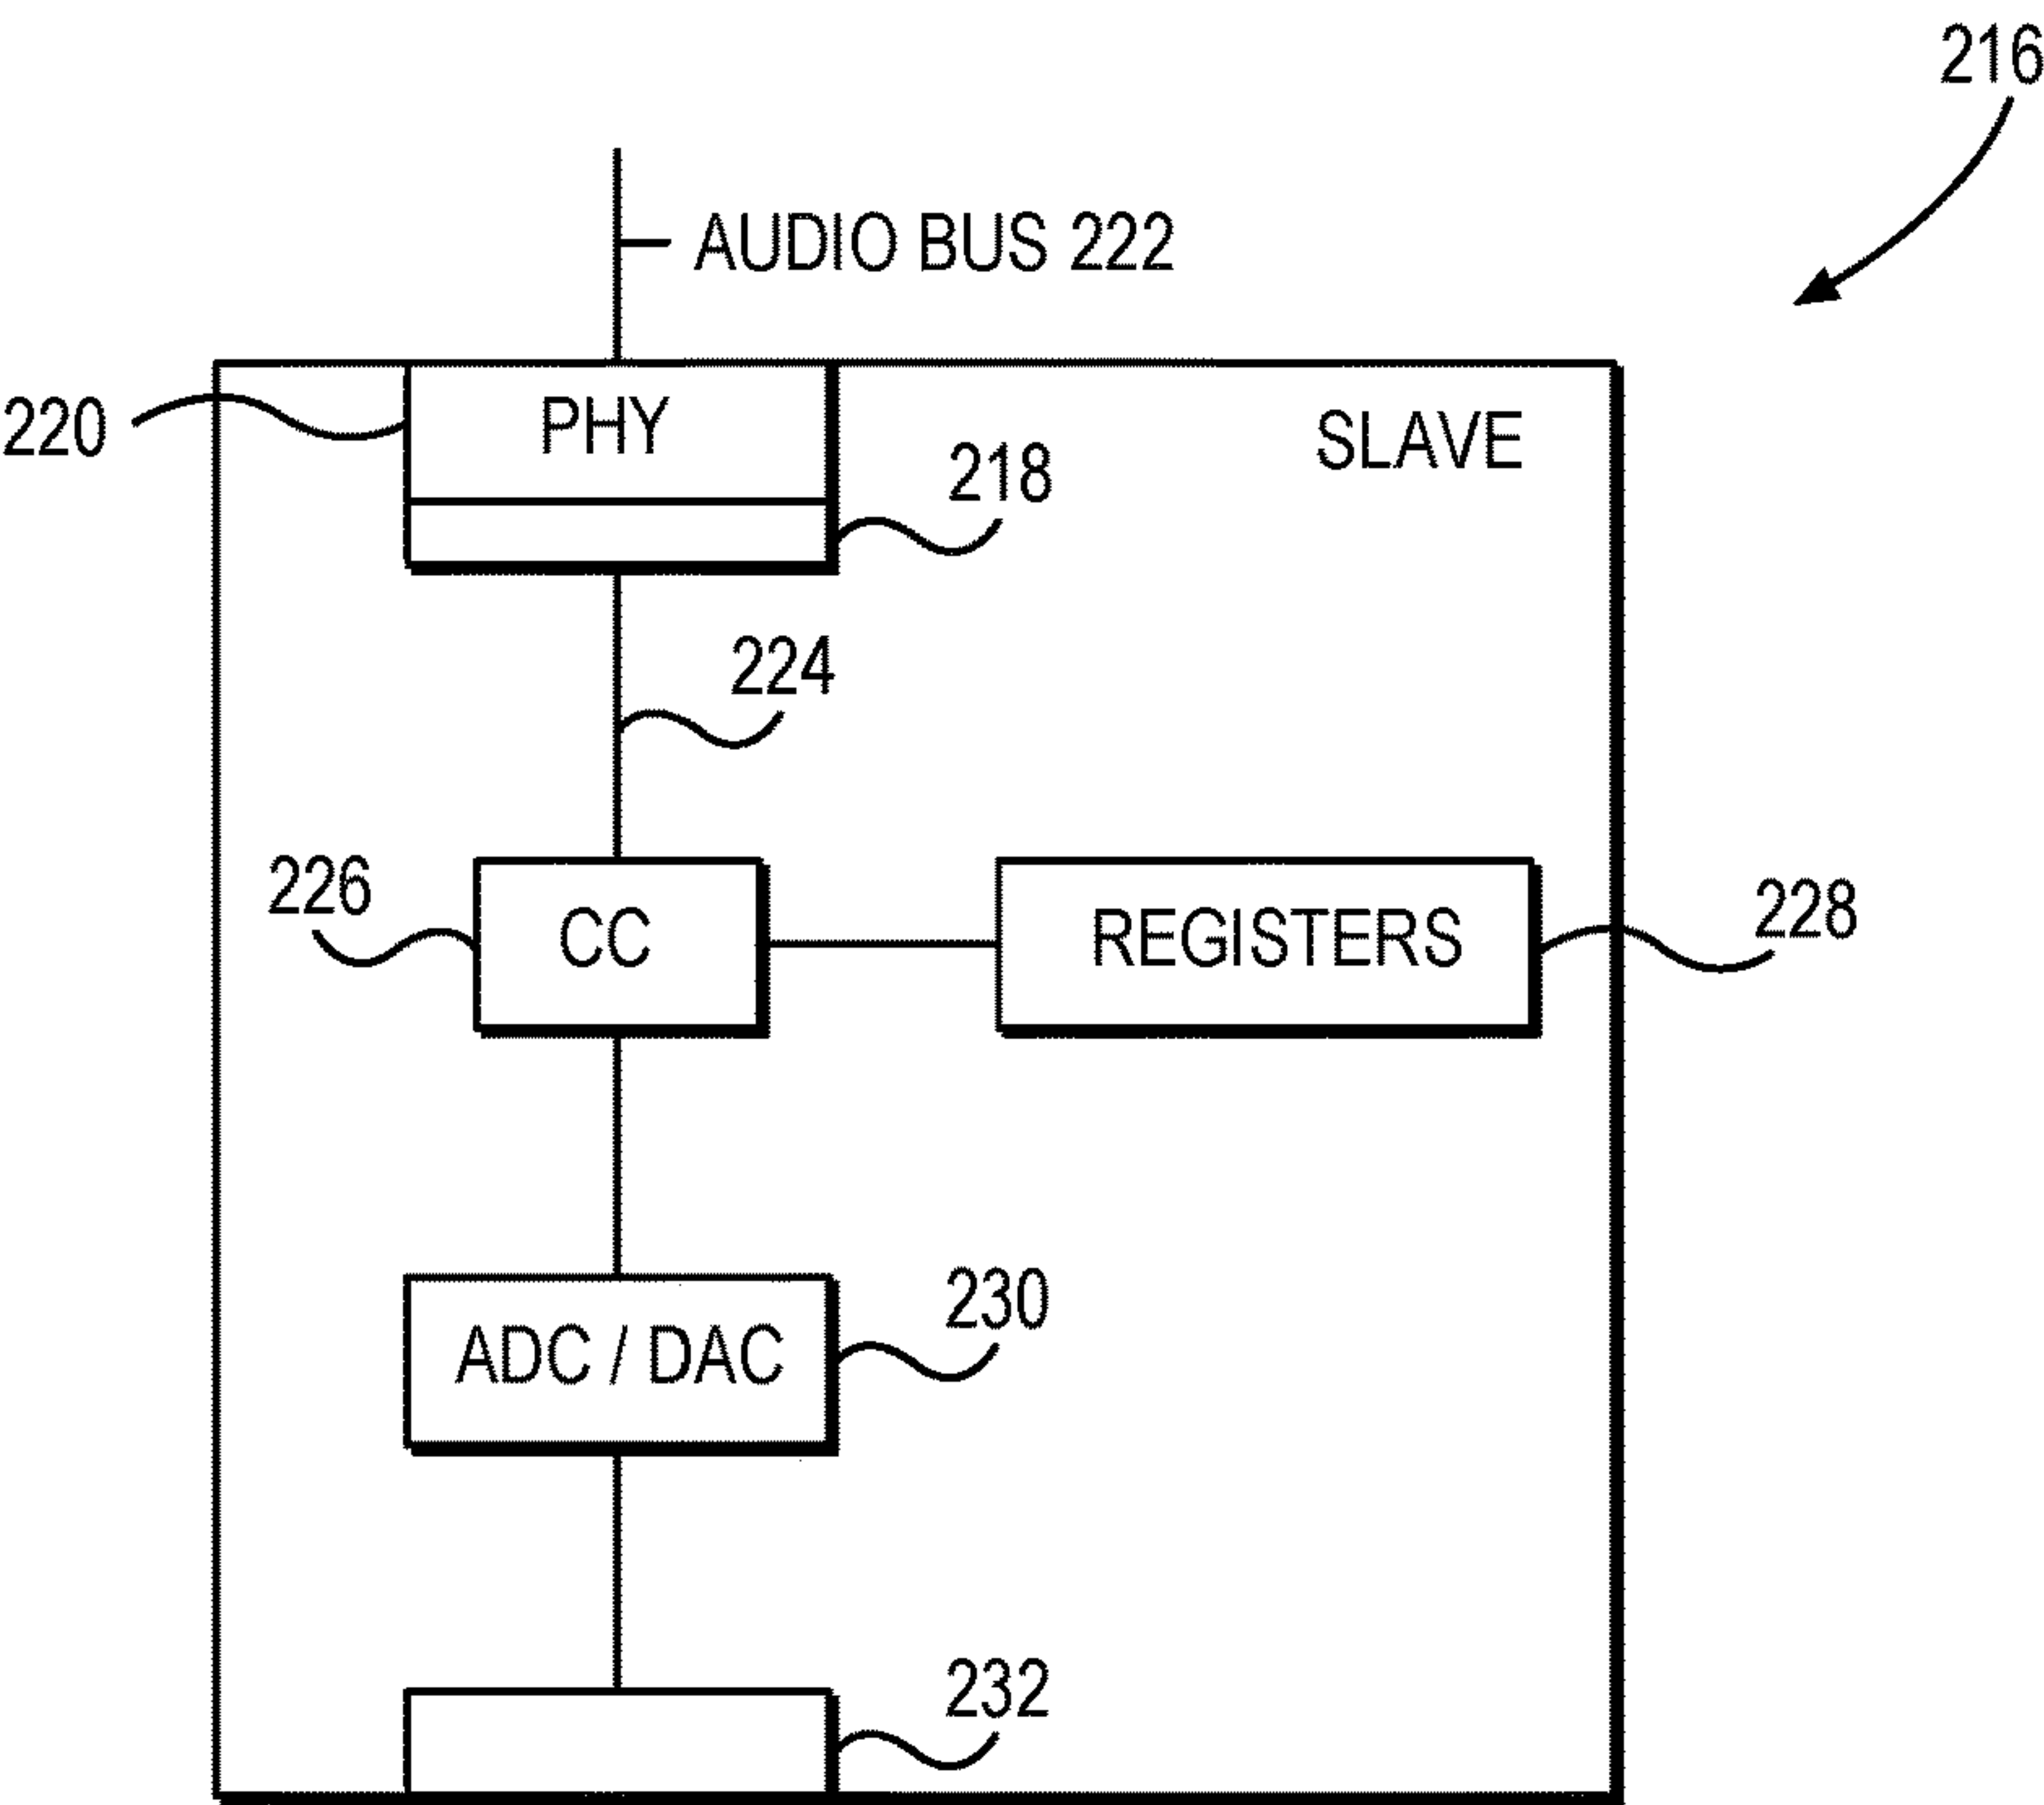 216
AUDIO BUS 222
220
PHY
SLAVE
218
224
226
CC
REGISTERS
228
230
ADC / DAC
232